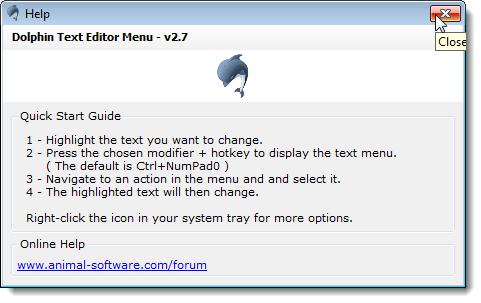 Help
Dolphin Text Editor Menu - v2.7
Close
Quick Start Guide
1 - Highlight the text you want to change.
2 - Press the chosen modifier + hotkey to display the text menu.
( The default is Ctrl+NumPad0 )
3 - Navigate to an action in the menu and and select it.
4 - The highlighted text will then change.
Right-click the icon in your system tray for more options.
Online Help
www.animal-software.com/forum